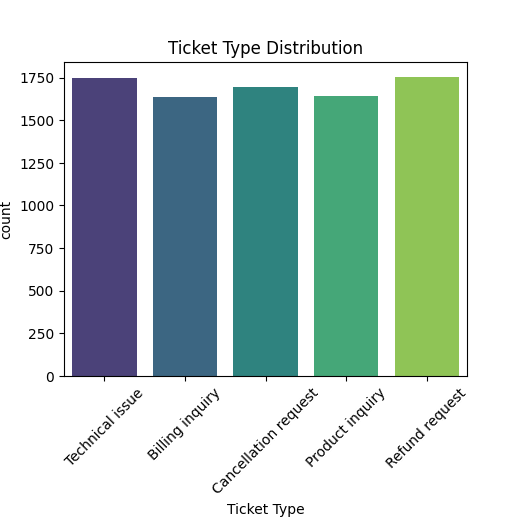 Ticket Type Distribution
1750
1500
1250
1000
750
500
250
0
count
Technical issue
Billing inquiry
Cancellation request
Product inquiry
Refund request
Ticket Type